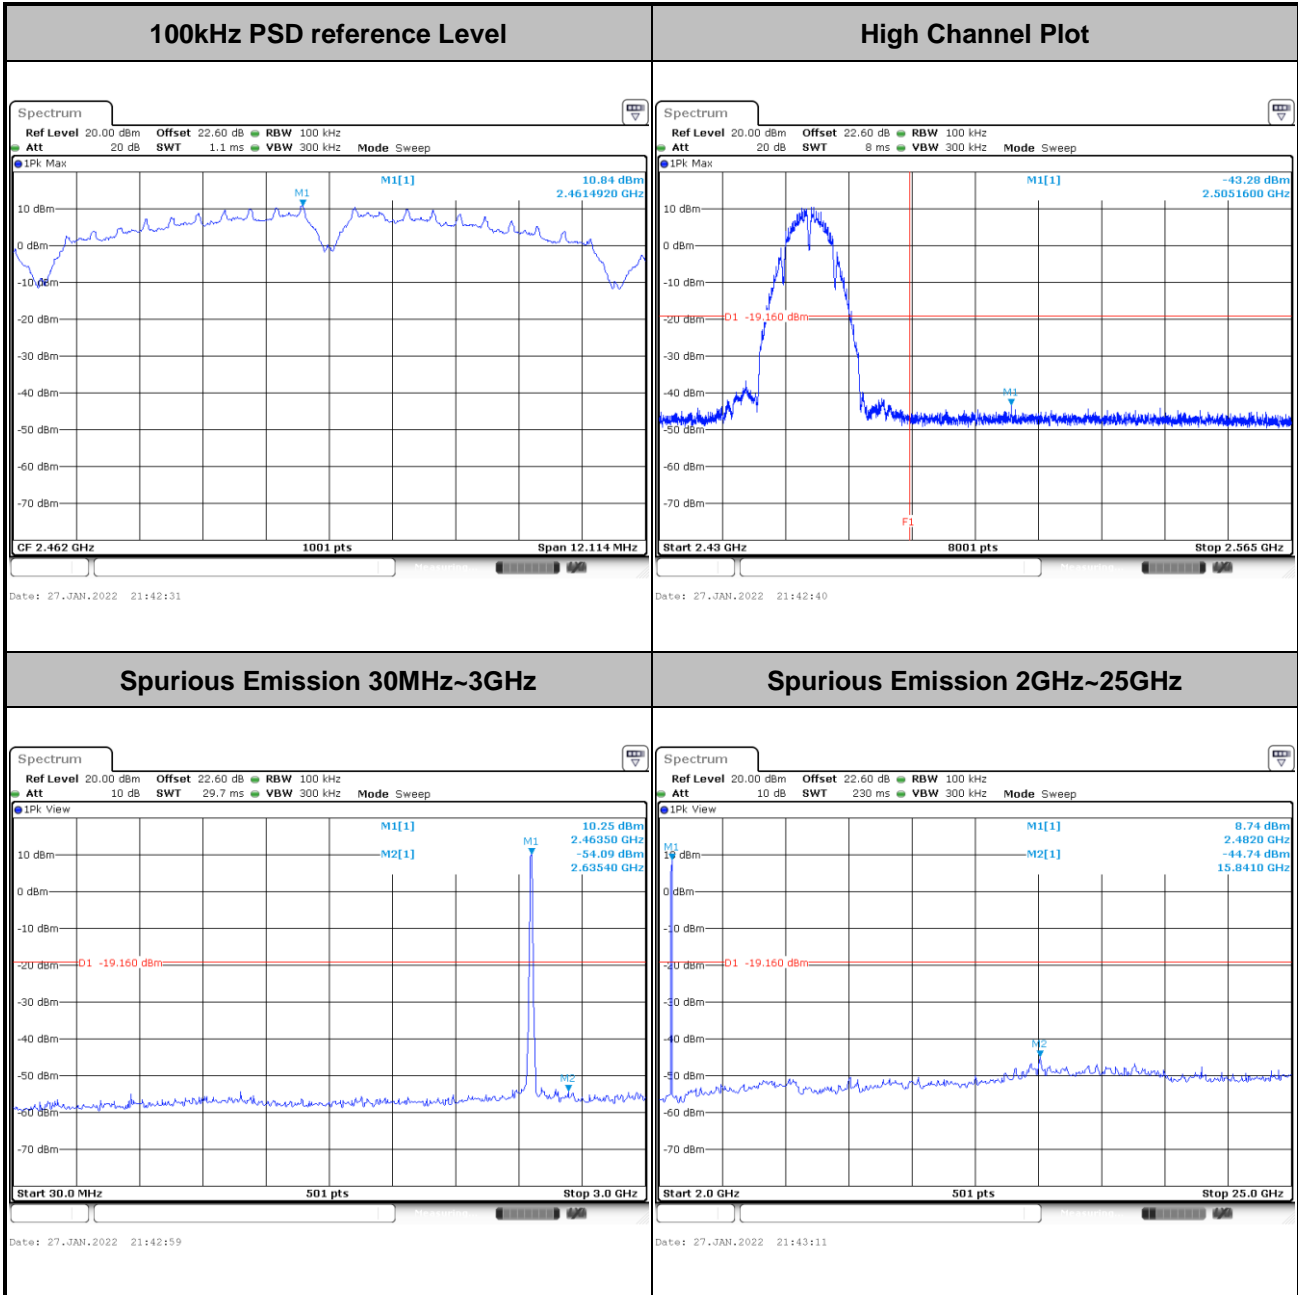 100kHz PSD reference Level
High Channel Plot
Spectrum
Ref Level 20.00 dBm Offset 22.60 dB RBW 100 kHz
Att 20 dB SWT 1.1 ms VBW 300 kHz Mode Sweep
1Pk Max
M1[1] 10.84 dBm
2.4614920 GHz
M1
10 dBm
0 dBm
-10 dBm
-20 dBm
-30 dBm
-40 dBm
-50 dBm
-60 dBm
-70 dBm
CF 2.462 GHz 1001 pts Span 12.114 MHz
Measuring
Date: 27.JAN.2022 21:42:31
Spectrum
Ref Level 20.00 dBm Offset 22.60 dB RBW 100 kHz
Att 20 dB SWT 8 ms VBW 300 kHz Mode Sweep
1Pk Max
M1[1] -43.28 dBm
2.5051600 GHz
10 dBm
0 dBm
-10 dBm
-20 dBm
D1 -19.160 dBm
-30 dBm
-40 dBm
M1
-50 dBm
-60 dBm
-70 dBm
F1
Start 2.43 GHz 8001 pts Stop 2.565 GHz
Measuring
Date: 27.JAN.2022 21:42:40
Spurious Emission 30MHz~3GHz
Spurious Emission 2GHz~25GHz
Spectrum
Ref Level 20.00 dBm Offset 22.60 dB RBW 100 kHz
Att 10 dB SWT 29.7 ms VBW 300 kHz Mode Sweep
1Pk View
M1[1] 10.25 dBm
2.46350 GHz
M1
M2[1] -54.09 dBm
2.63540 GHz
10 dBm
0 dBm
-10 dBm
-20 dBm
D1 -19.160 dBm
-30 dBm
-40 dBm
-50 dBm
M2
-60 dBm
-70 dBm
Start 30.0 MHz 501 pts Stop 3.0 GHz
Measuring
Date: 27.JAN.2022 21:42:59
Spectrum
Ref Level 20.00 dBm Offset 22.60 dB RBW 100 kHz
Att 10 dB SWT 230 ms VBW 300 kHz Mode Sweep
1Pk View
M1[1] 8.74 dBm
2.4820 GHz
M1
M2[1] -44.74 dBm
15.8410 GHz
10 dBm
0 dBm
-10 dBm
-20 dBm
D1 -19.160 dBm
-30 dBm
-40 dBm
M2
-50 dBm
-60 dBm
-70 dBm
Start 2.0 GHz 501 pts Stop 25.0 GHz
Measuring
Date: 27.JAN.2022 21:43:11